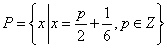 P = { x | x = p/2 + 1/6, p ∈ Z }